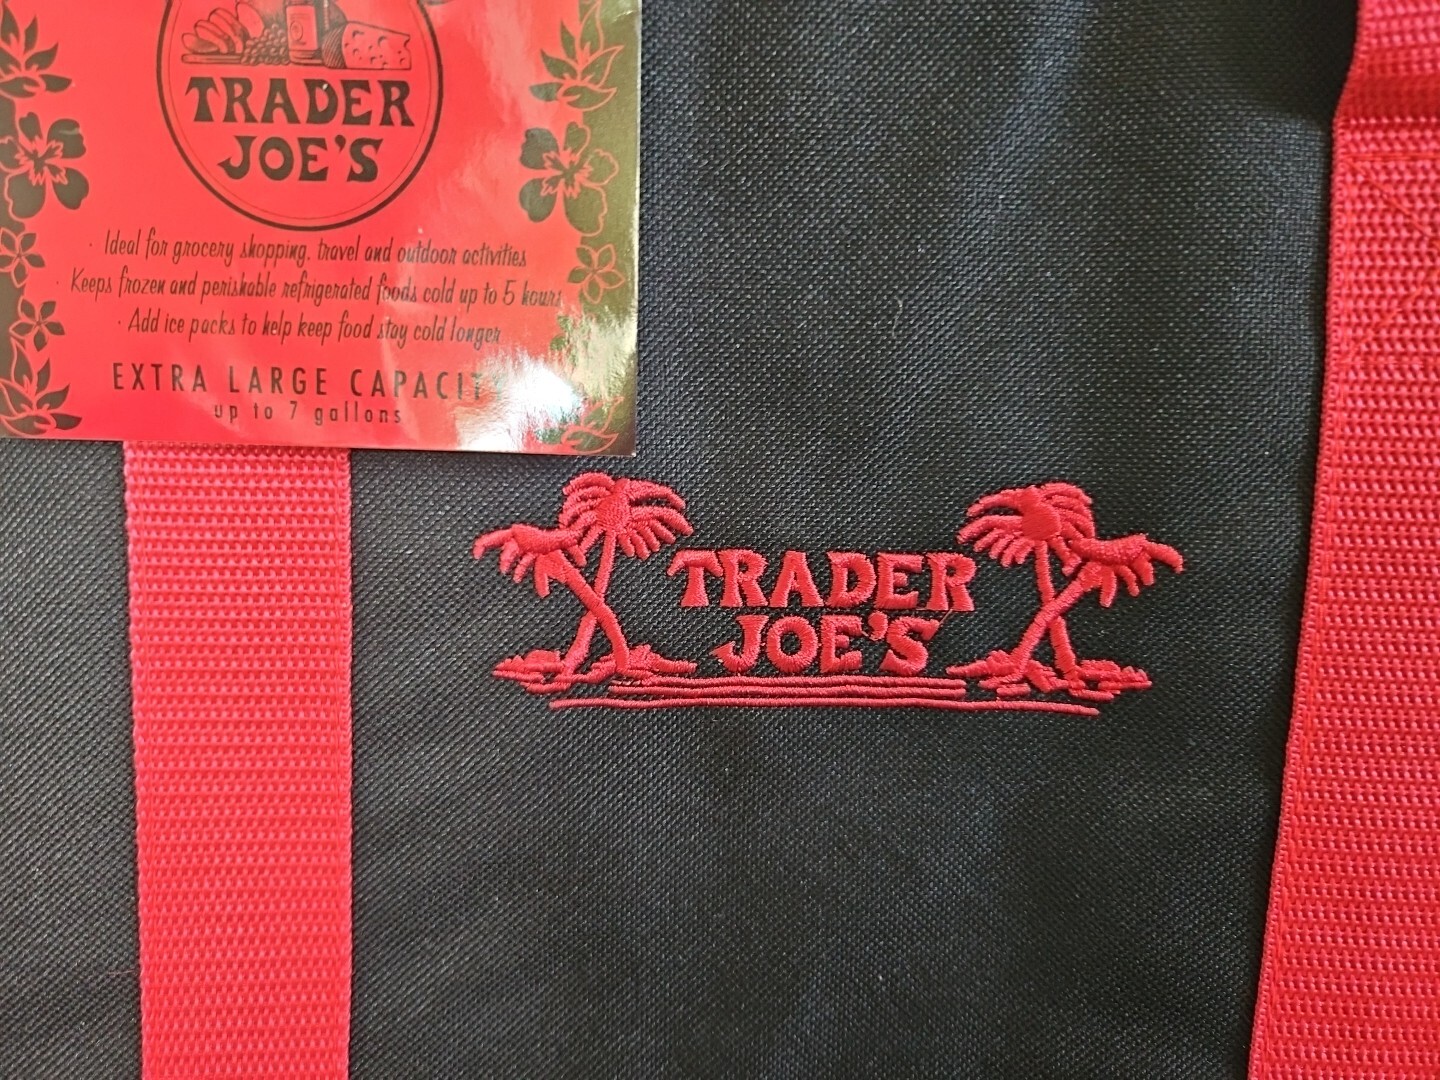 TRADER
JOE'S
· Ideal for grocery shopping, travel and outdoor activities
· Keeps frozen and perishable refrigerated foods cold up to 5 hours
· Add ice packs to help keep food stay cold longer
EXTRA LARGE CAPACITY
up to 7 gallons
TRADER
JOE'S